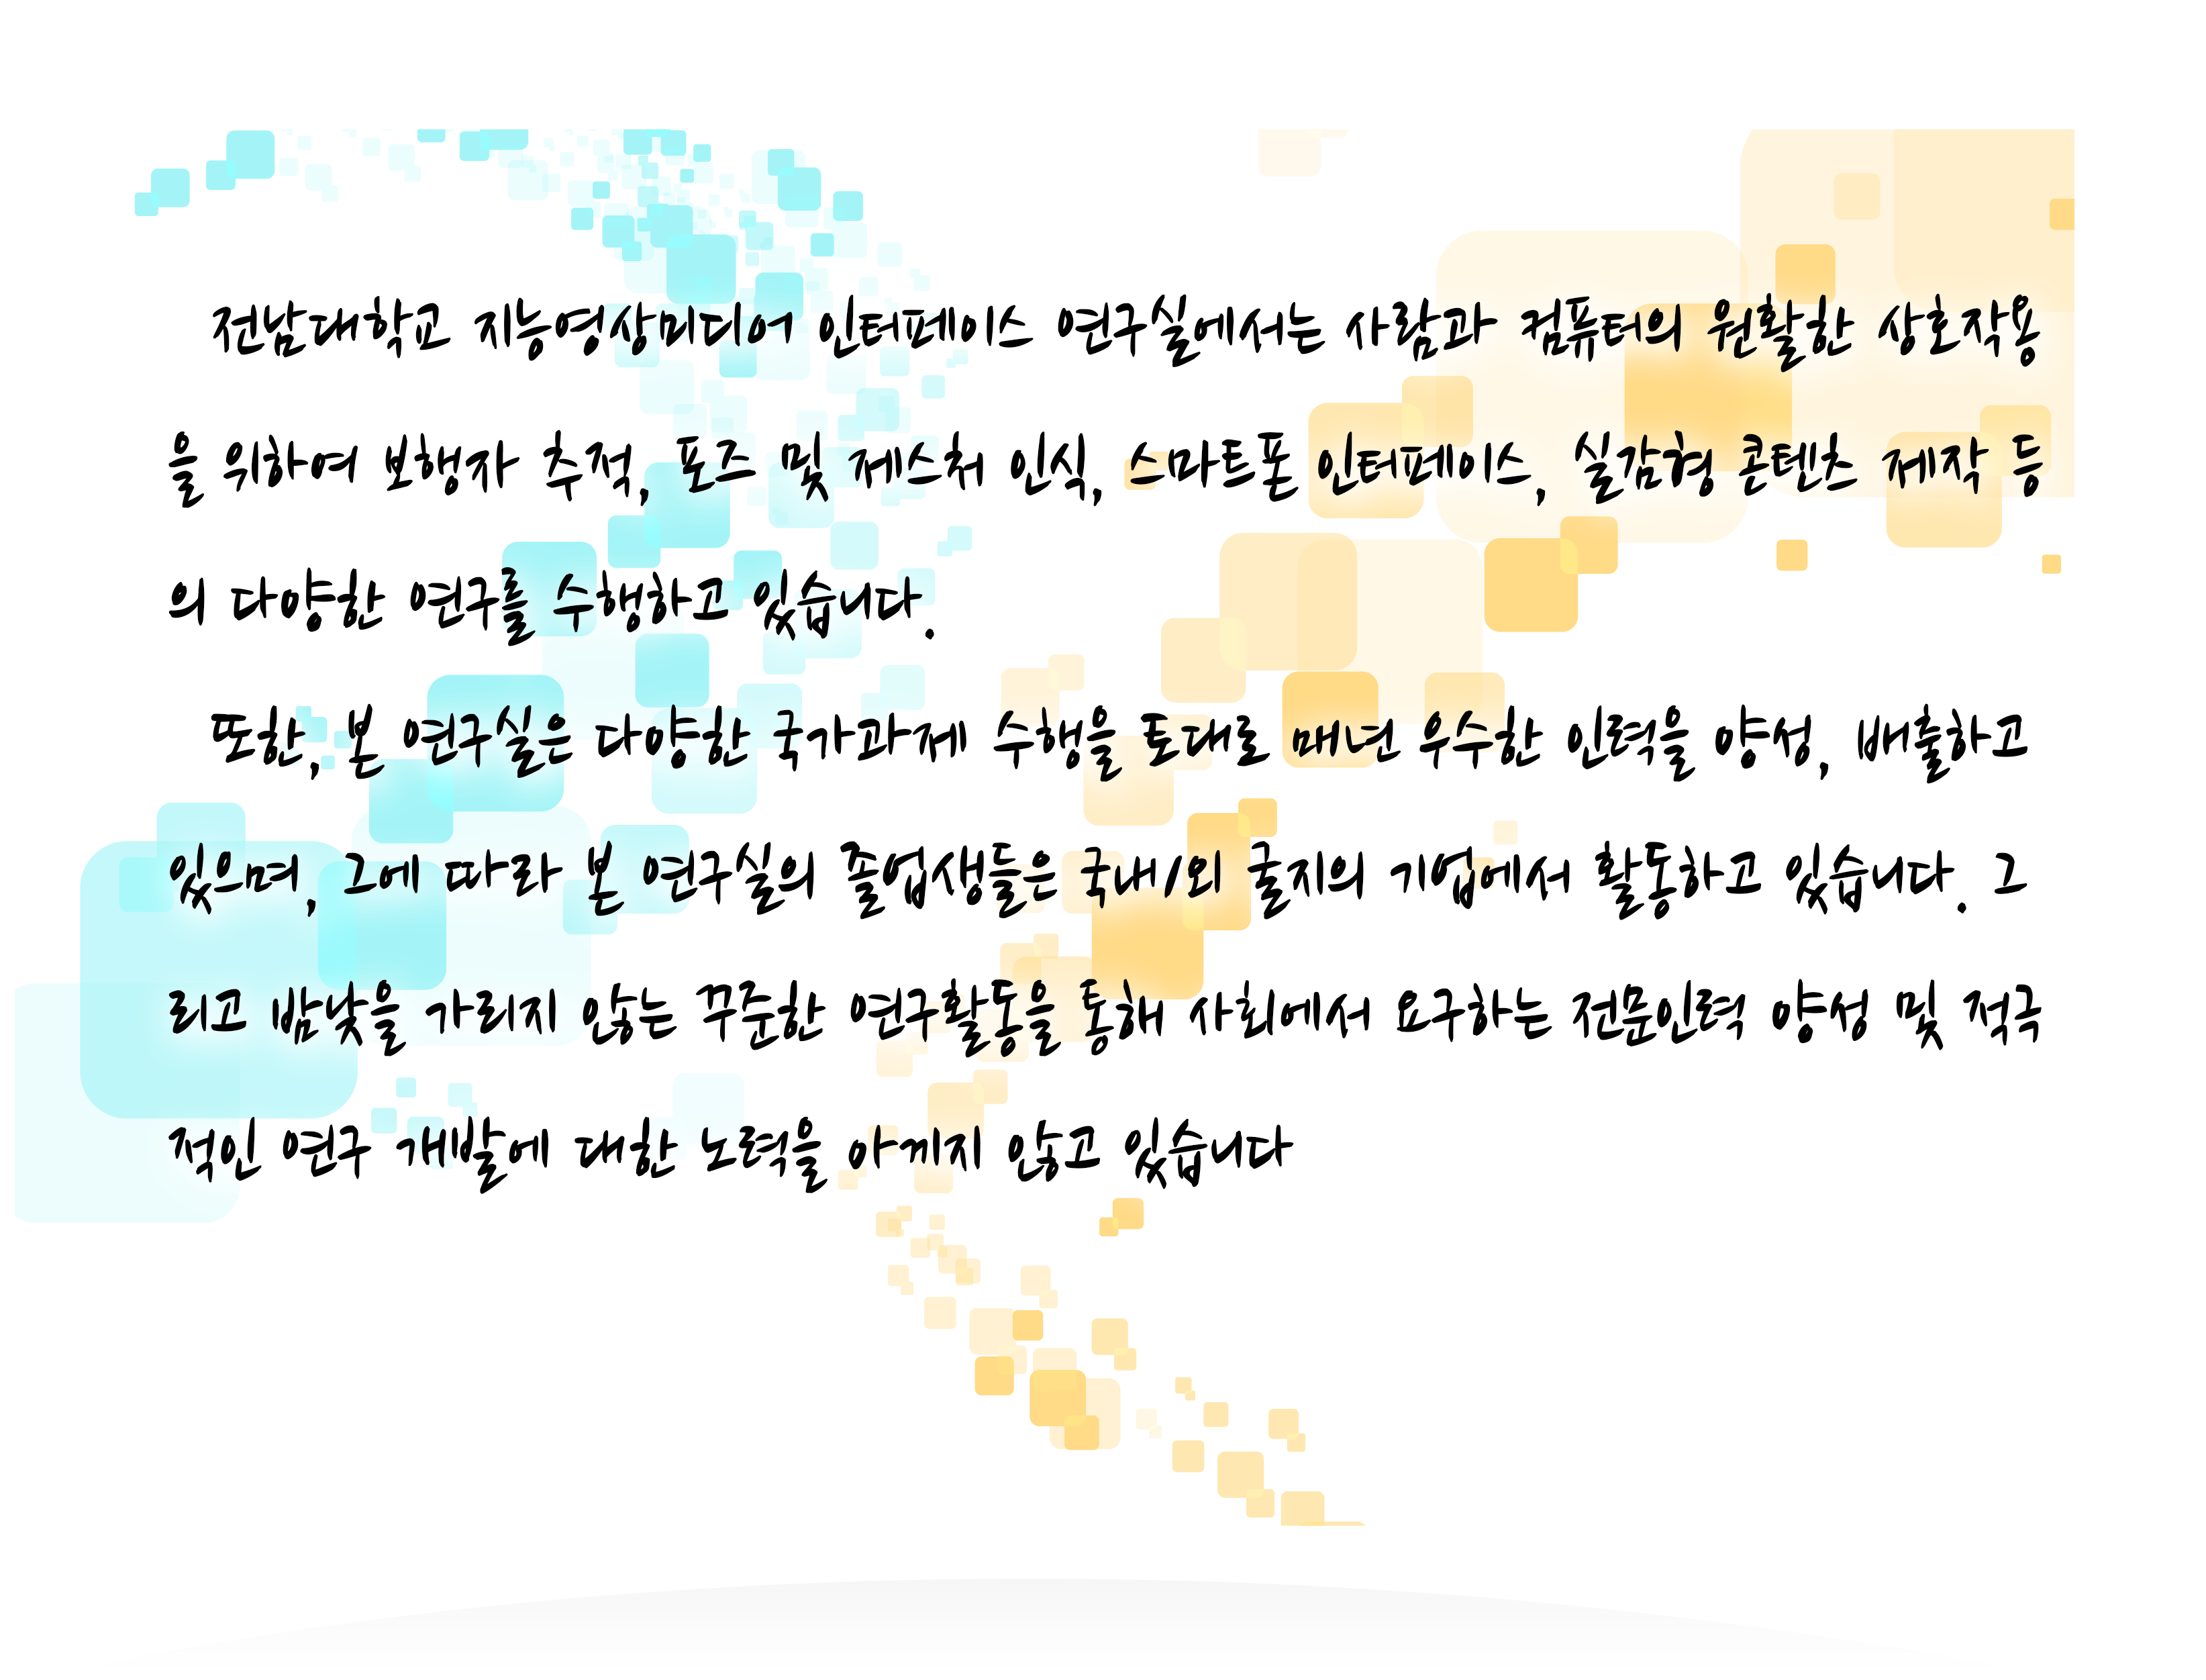 전남대학교 지능영상미디어 인터페이스 연구실에서는 사람과 컴퓨터의 원활한 상호작용
을 위하여 보행자 추적, 포즈 및 제스쳐 인식, 스마트폰 인터페이스, 실감형 콘텐츠 제작 등
의 다양한 연구를 수행하고 있습니다.
또한, 본 연구실은 다양한 국가과제 수행을 토대로 매년 우수한 인력을 양성, 배출하고
있으며, 그에 따라 본 연구실의 졸업생들은 국내/외 굴지의 기업에서 활동하고 있습니다. 그
리고 밤낮을 가리지 않는 꾸준한 연구활동을 통해 사회에서 요구하는 전문인력 양성 및 적극
적인 연구 개발에 대한 노력을 아끼지 않고 있습니다